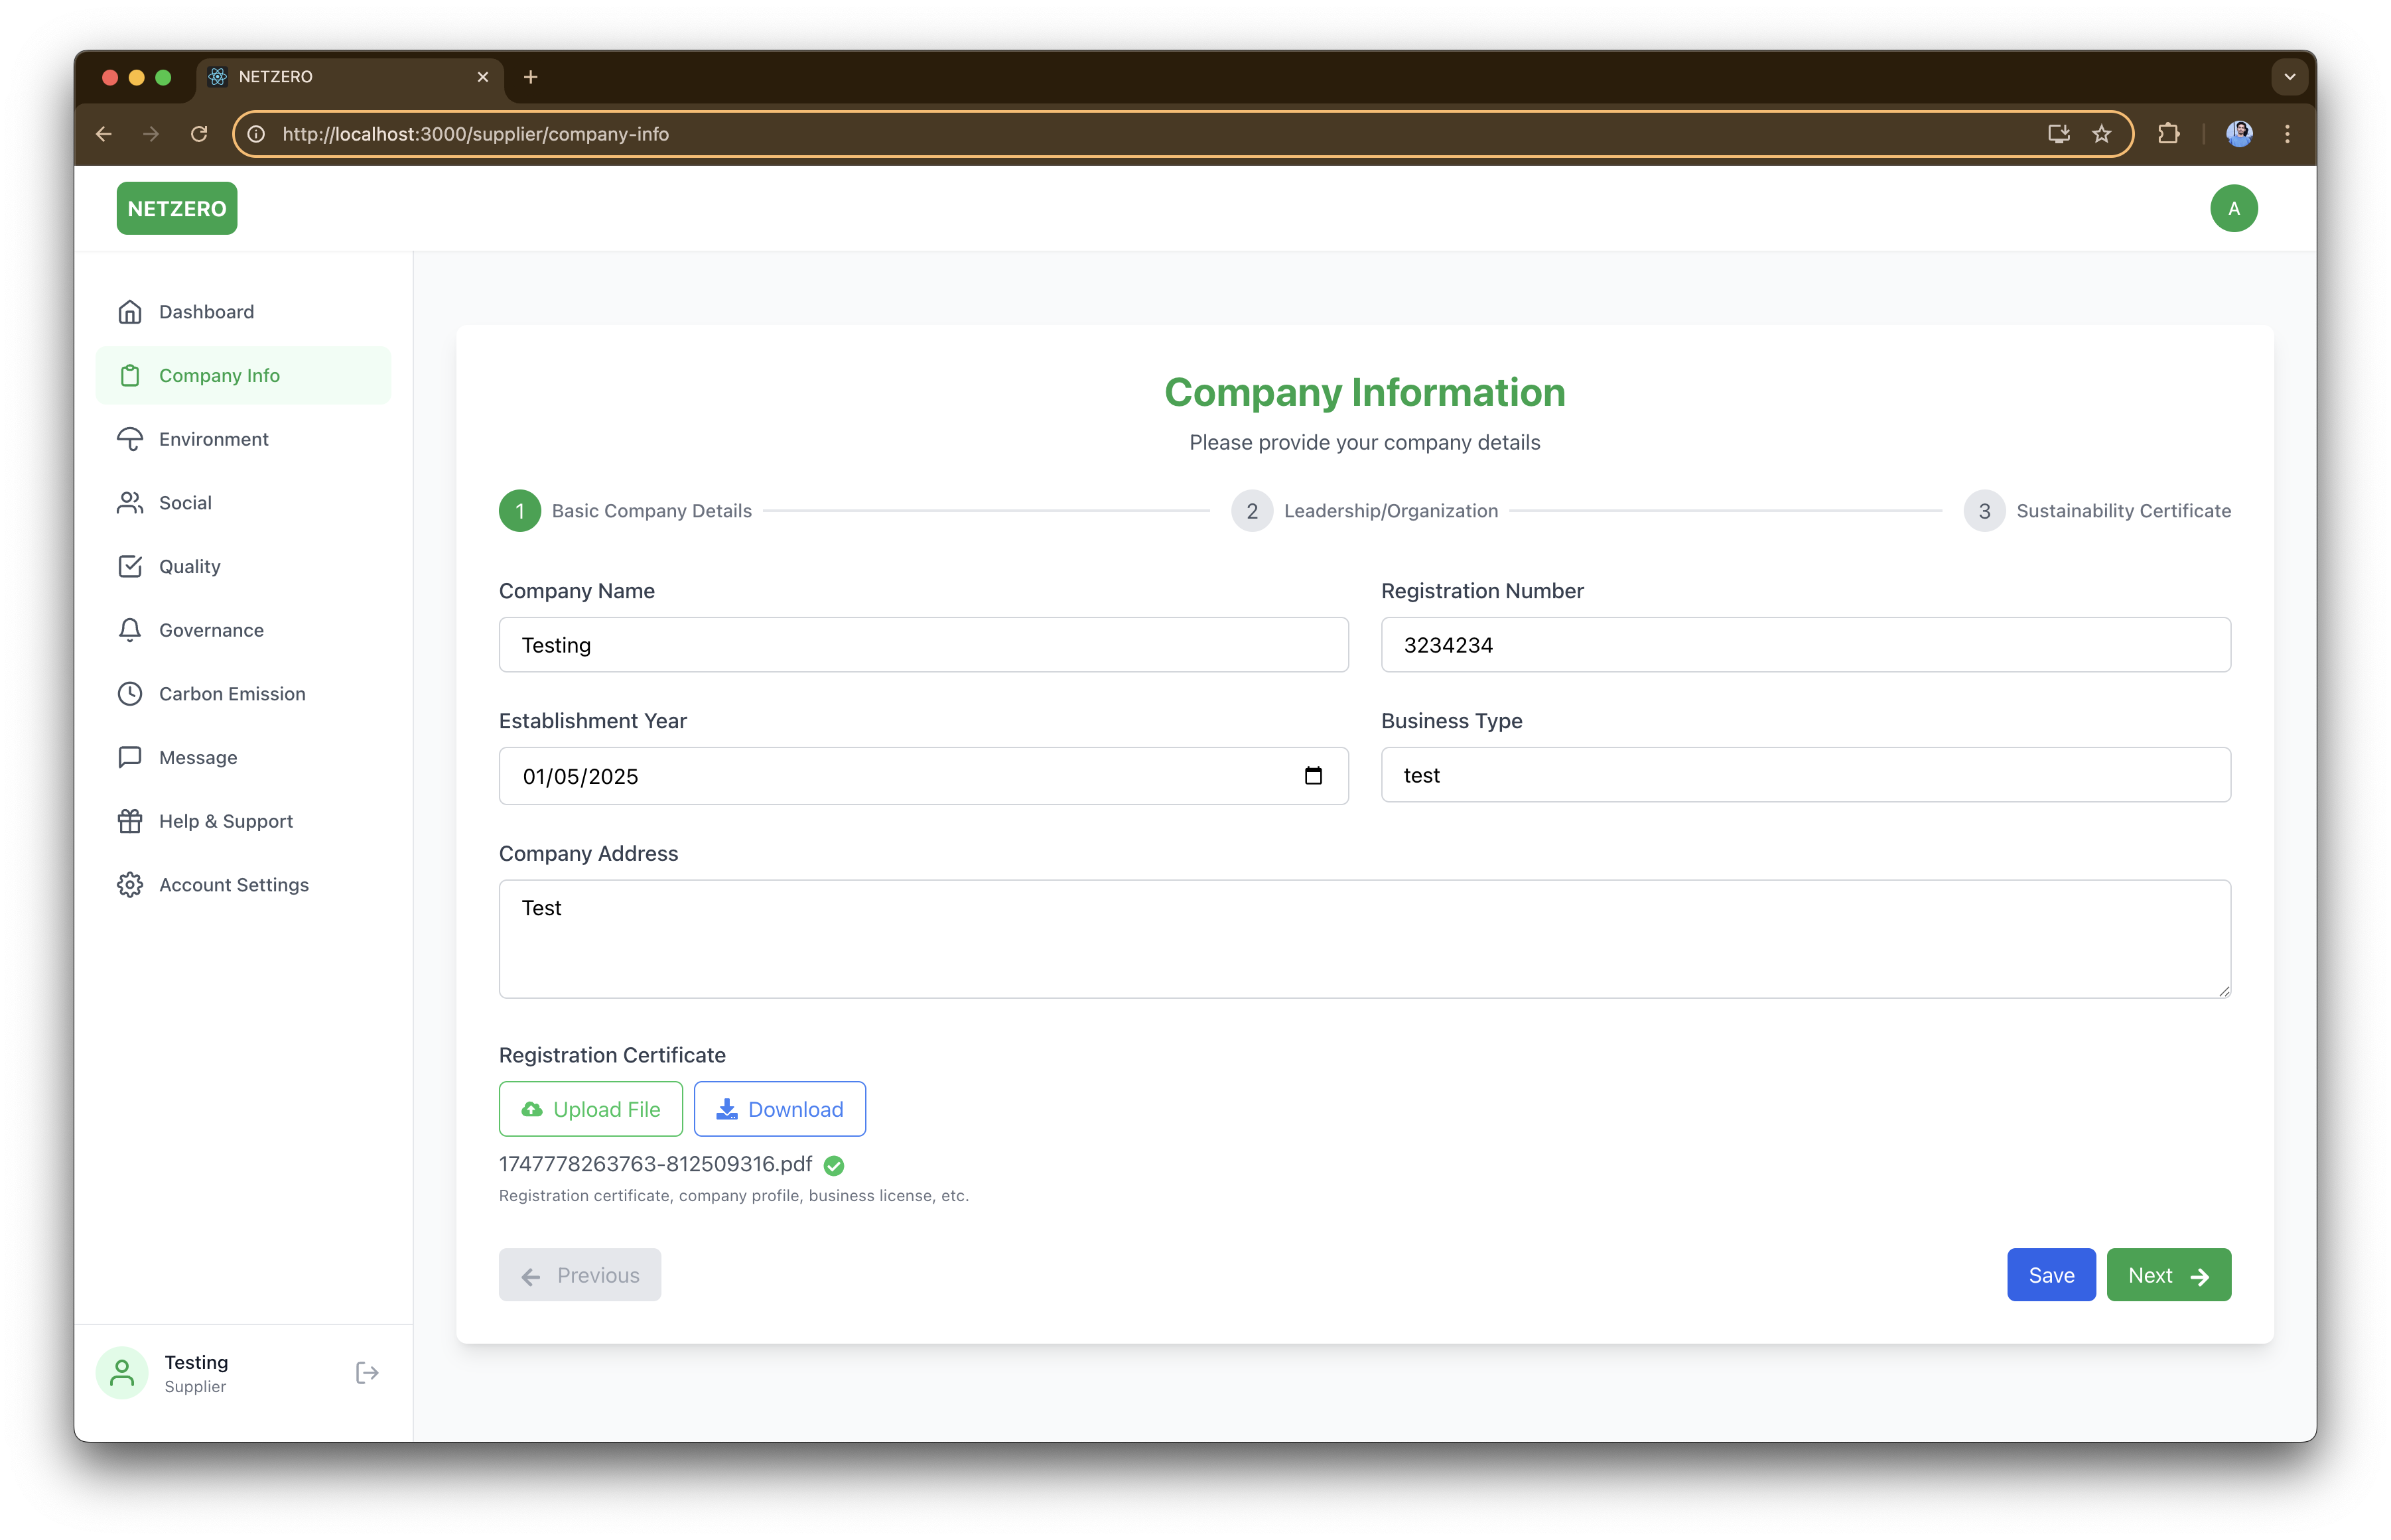 NETZERO
http://localhost:3000/supplier/company-info
NETZERO
A
Dashboard
Company Info
Environment
Social
Quality
Governance
Carbon Emission
Message
Help & Support
Account Settings
Testing
Supplier
Company Information
Please provide your company details
1 Basic Company Details 2 Leadership/Organization 3 Sustainability Certificate
Company Name
Testing
Registration Number
3234234
Establishment Year
01/05/2025
Business Type
test
Company Address
Test
Registration Certificate
Upload File Download
1747778263763-812509316.pdf
Registration certificate, company profile, business license, etc.
Previous Save Next